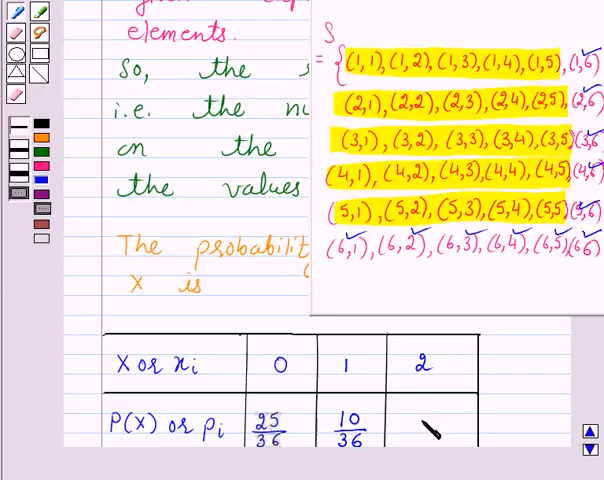 given
elements.
So, the
i.e. the nu
on the
the values
The probabilit
X is
S
= { (1,1), (1,2), (1,3), (1,4), (1,5), (1,6)
(2,1), (2,2), (2,3), (2,4) (2,5), (2,6)
(3,1), (3,2), (3,3), (3,4), (3,5) (3,6
(4,1), (4,2), (4,3), (4,4), (4,5) (4,6
(5,1), (5,2), (5,3), (5,4), (5,5) (5,6)
(6,1), (6,2), (6,3), (6,4), (6,5) (6,6)
X or xi 0 1 2
P(X) or pi 25/36 10/36